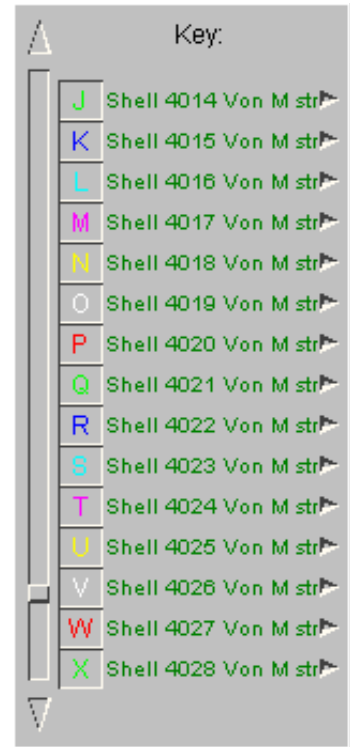 Key:
J Shell 4014 Von M str
K Shell 4015 Von M str
L Shell 4016 Von M str
M Shell 4017 Von M str
N Shell 4018 Von M str
O Shell 4019 Von M str
P Shell 4020 Von M str
Q Shell 4021 Von M str
R Shell 4022 Von M str
S Shell 4023 Von M str
T Shell 4024 Von M str
U Shell 4025 Von M str
V Shell 4026 Von M str
W Shell 4027 Von M str
X Shell 4028 Von M str